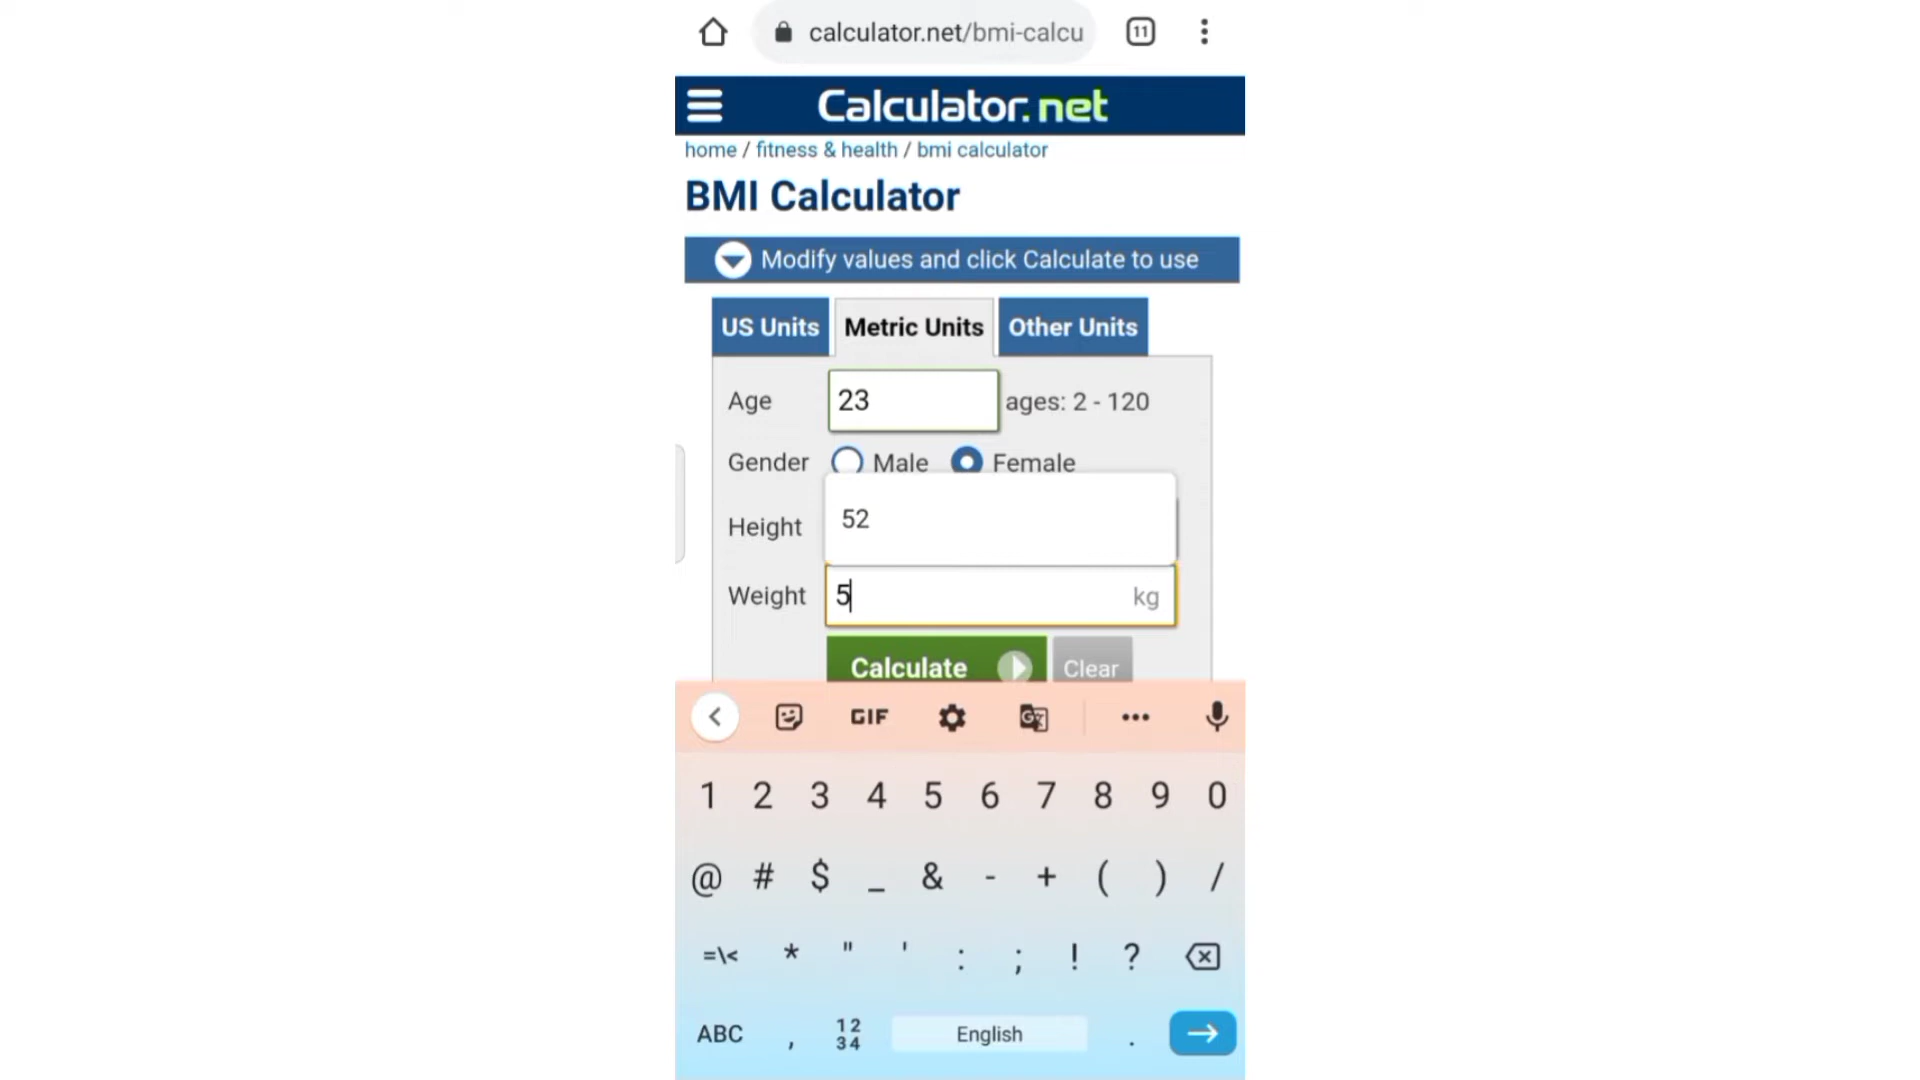 calculator.net/bmi-calcu
11
Calculator.net
home / fitness & health / bmi calculator
BMI Calculator
Modify values and click Calculate to use
US Units Metric Units Other Units
Age 23 ages: 2 - 120
Gender Male Female
Height 52
Weight 5 kg
Calculate Clear
GIF
1 2 3 4 5 6 7 8 9 0
@ # $ _ & - + ( ) /
=\< * " ' : ; ! ?
ABC , 1234 English .